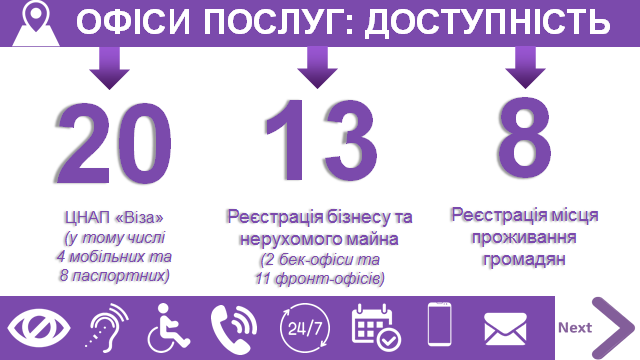 ОФІСИ ПОСЛУГ: ДОСТУПНІСТЬ
20
ЦНАП «Віза»
(у тому числі
4 мобільних та
8 паспортних)
13
Реєстрація бізнесу та
нерухомого майна
(2 бек-офіси та
11 фронт-офісів)
8
Реєстрація місця
проживання
громадян
24/7
Next